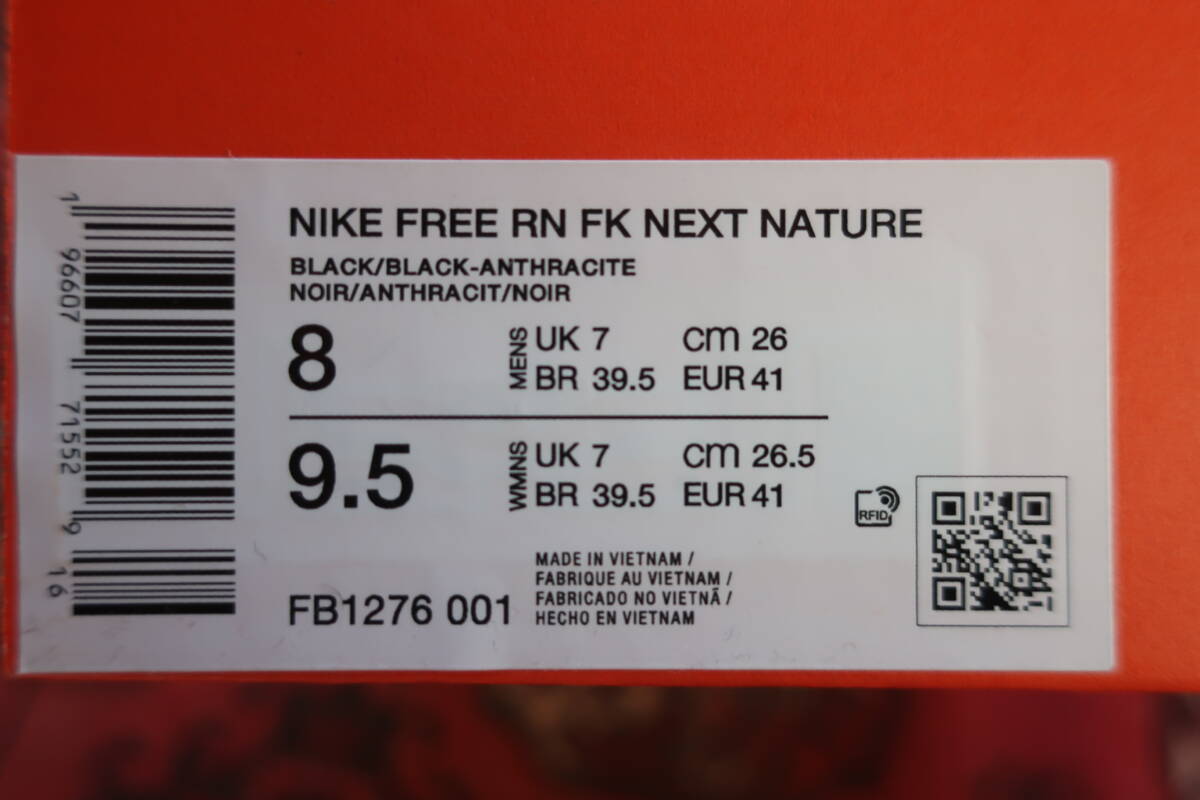 NIKE FREE RN FK NEXT NATURE
BLACK/BLACK-ANTHRACITE
NOIR/ANTHRACIT/NOIR
8 MENS UK 7 cm 26
BR 39.5 EUR 41
9.5 WMNS UK 7 cm 26.5
BR 39.5 EUR 41
RFID
MADE IN VIETNAM /
FABRIQUE AU VIETNAM /
FABRICADO NO VIETNÃ /
HECHO EN VIETNAM
FB1276 001
1 96607 71552 9 16